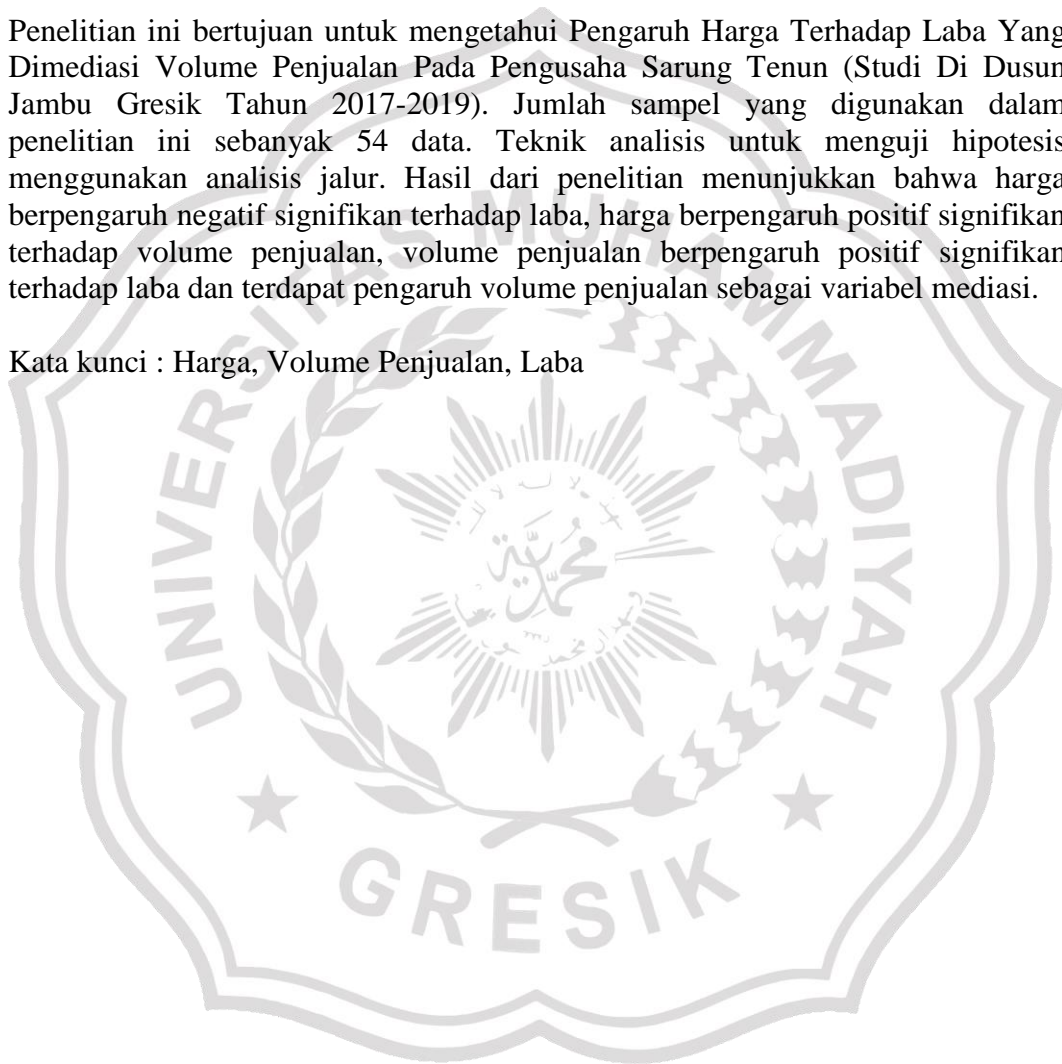 Penelitian ini bertujuan untuk mengetahui Pengaruh Harga Terhadap Laba Yang
Dimediasi Volume Penjualan Pada Pengusaha Sarung Tenun (Studi Di Dusun
Jambu Gresik Tahun 2017-2019). Jumlah sampel yang digunakan dalam
penelitian ini sebanyak 54 data. Teknik analisis untuk menguji hipotesis
menggunakan analisis jalur. Hasil dari penelitian menunjukkan bahwa harga
berpengaruh negatif signifikan terhadap laba, harga berpengaruh positif signifikan
terhadap volume penjualan, volume penjualan berpengaruh positif signifikan
terhadap laba dan terdapat pengaruh volume penjualan sebagai variabel mediasi.
Kata kunci : Harga, Volume Penjualan, Laba
UNIVERSITAS MUHAMMADIYAH
GRESIK